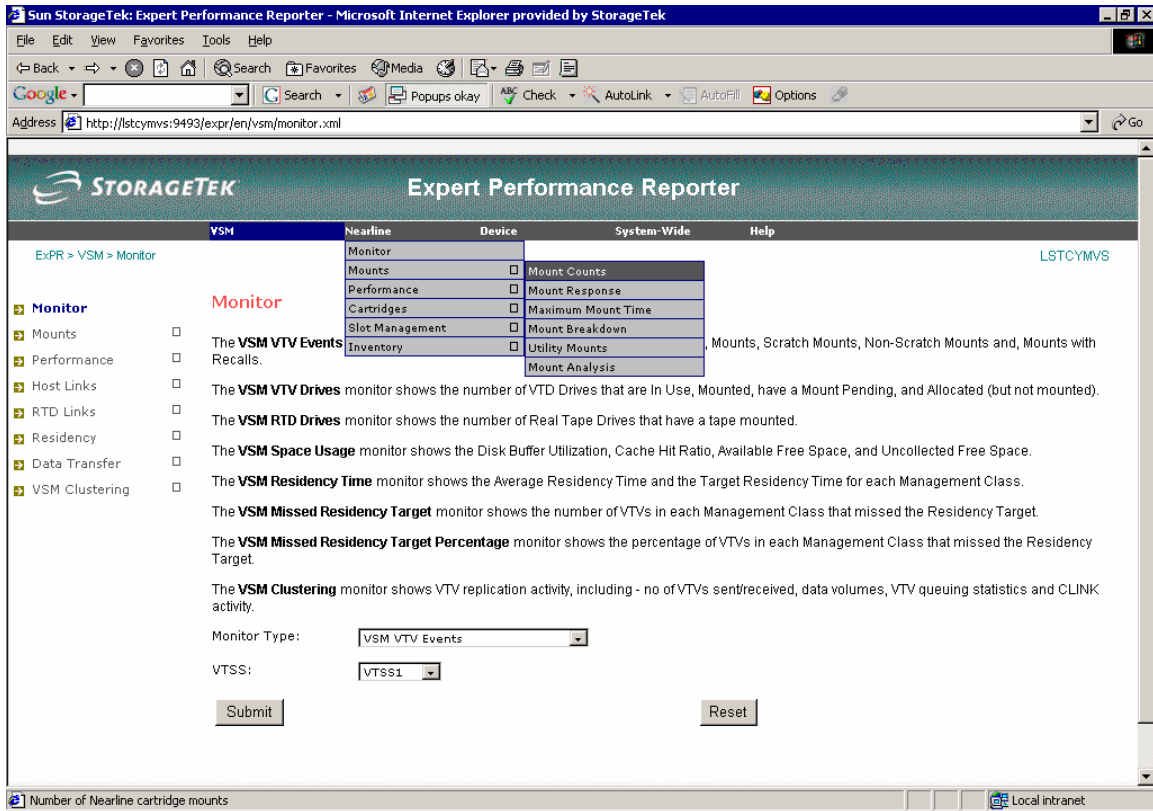 Sun StorageTek: Expert Performance Reporter - Microsoft Internet Explorer provided by StorageTek
File Edit View Favorites Tools Help
Back Search Favorites Media
Google Search Popups okay ABC Check AutoLink AutoFill Options
Address http://lstcymvs:9493/expr/en/vsm/monitor.xml Go
STORAGETEK Expert Performance Reporter
VSM Nearline Device System-Wide Help
ExPR > VSM > Monitor
LSTCYMVS
Monitor
Mounts
Performance
Cartridges
Slot Management
Inventory
Mount Counts
Mount Response
Maximum Mount Time
Mount Breakdown
Utility Mounts
Mount Analysis
Monitor
Mounts
Performance
Host Links
RTD Links
Residency
Data Transfer
VSM Clustering
Monitor
The VSM VTV Events , Mounts, Scratch Mounts, Non-Scratch Mounts and, Mounts with
Recalls.
The VSM VTV Drives monitor shows the number of VTD Drives that are In Use, Mounted, have a Mount Pending, and Allocated (but not mounted).
The VSM RTD Drives monitor shows the number of Real Tape Drives that have a tape mounted.
The VSM Space Usage monitor shows the Disk Buffer Utilization, Cache Hit Ratio, Available Free Space, and Uncollected Free Space.
The VSM Residency Time monitor shows the Average Residency Time and the Target Residency Time for each Management Class.
The VSM Missed Residency Target monitor shows the number of VTVs in each Management Class that missed the Residency Target.
The VSM Missed Residency Target Percentage monitor shows the percentage of VTVs in each Management Class that missed the Residency
Target.
The VSM Clustering monitor shows VTV replication activity, including - no of VTVs sent/received, data volumes, VTV queuing statistics and CLINK
activity.
Monitor Type: VSM VTV Events
VTSS: VTSS1
Submit Reset
Number of Nearline cartridge mounts Local intranet